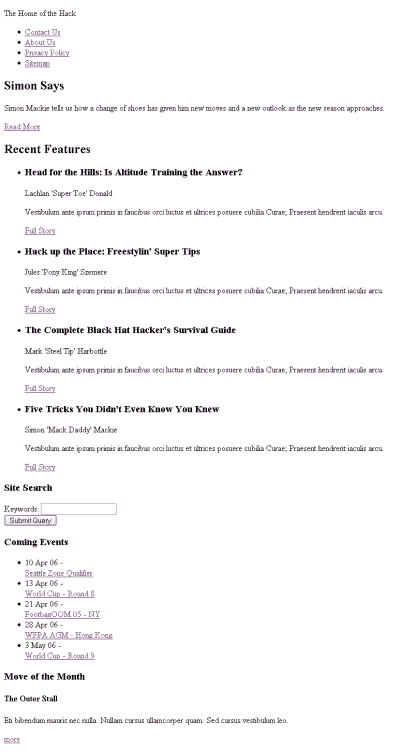 The Home of the Hack
Contact Us
About Us
Privacy Policy
Sitemap
Simon Says
Simon Mackie tells us how a change of shoes has given him new moves and a new outlook as the new season approaches.
Read More
Recent Features
Head for the Hills: Is Altitude Training the Answer?
Lachlan 'Super Toe' Donald
Vestibulum ante ipsum primis in faucibus orci luctus et ultrices posuere cubilia Curae; Praesent hendrerit iaculis arcu.
Full Story
Hack up the Place: Freestylin' Super Tips
Jules 'Pony King' Szemere
Vestibulum ante ipsum primis in faucibus orci luctus et ultrices posuere cubilia Curae; Praesent hendrerit iaculis arcu.
Full Story
The Complete Black Hat Hacker's Survival Guide
Mark 'Steel Tip' Harbottle
Vestibulum ante ipsum primis in faucibus orci luctus et ultrices posuere cubilia Curae; Praesent hendrerit iaculis arcu.
Full Story
Five Tricks You Didn't Even Know You Knew
Simon 'Mack Daddy' Mackie
Vestibulum ante ipsum primis in faucibus orci luctus et ultrices posuere cubilia Curae; Praesent hendrerit iaculis arcu.
Full Story
Site Search
Keywords:
Submit Query
Coming Events
10 Apr 06 -
Seattle Zone Qualifier
13 Apr 06 -
World Cup - Round 8
21 Apr 06 -
FootbagOOM 05 - NY
28 Apr 06 -
WFPA AGM - Hong Kong
3 May 06 -
World Cup - Round 9
Move of the Month
The Outer Stall
Eti bibendum mauris nec nulla. Nullam cursus ullamcorper quam. Sed cursus vestibulum leo.
more